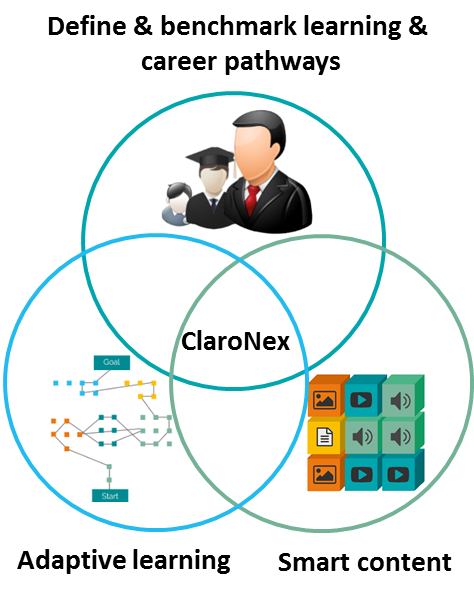 Define & benchmark learning &
career pathways
ClaroNex
Goal
Start
Adaptive learning
Smart content